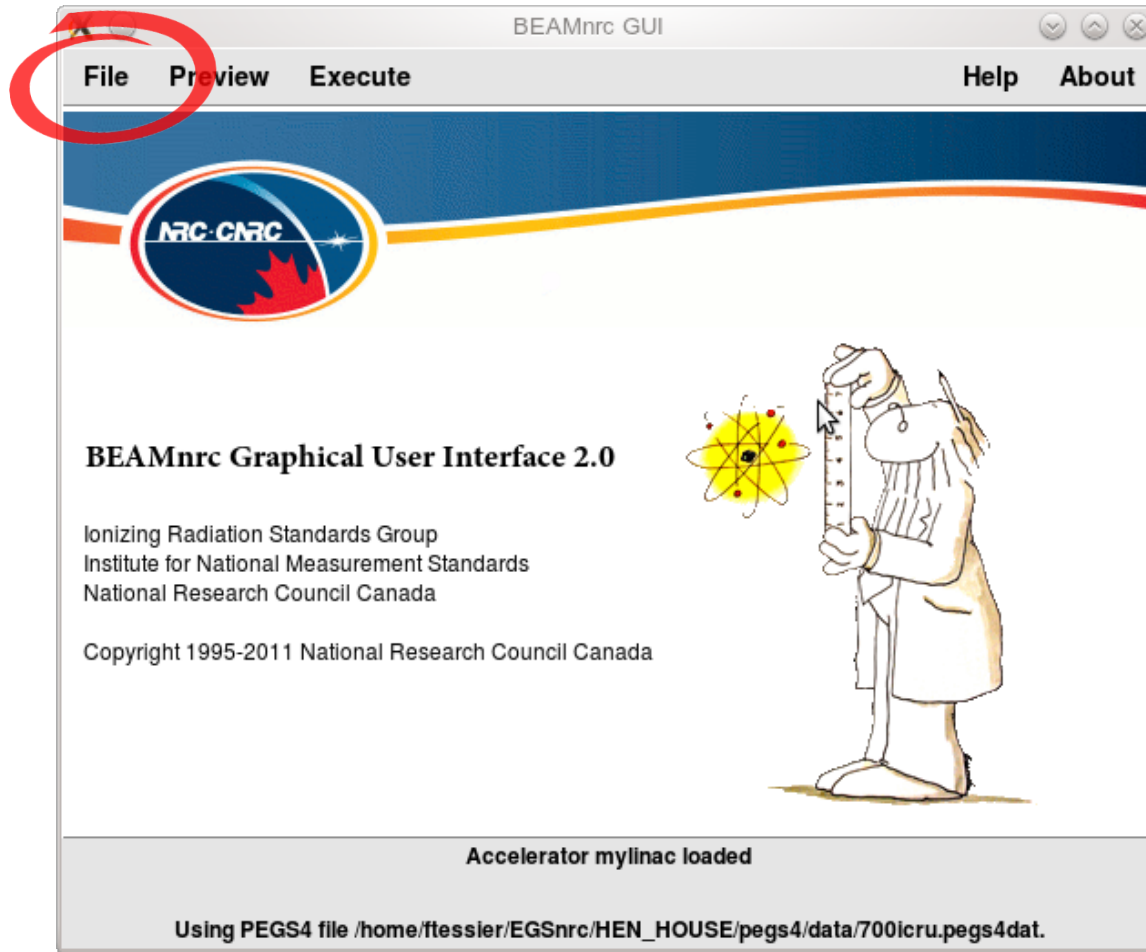 BEAMnrc GUI
File Preview Execute Help About
NRC·CNRC
BEAMnrc Graphical User Interface 2.0
Ionizing Radiation Standards Group
Institute for National Measurement Standards
National Research Council Canada
Copyright 1995-2011 National Research Council Canada
Accelerator mylinac loaded
Using PEGS4 file /home/ftessier/EGSnrc/HEN_HOUSE/pegs4/data/700icru.pegs4dat.